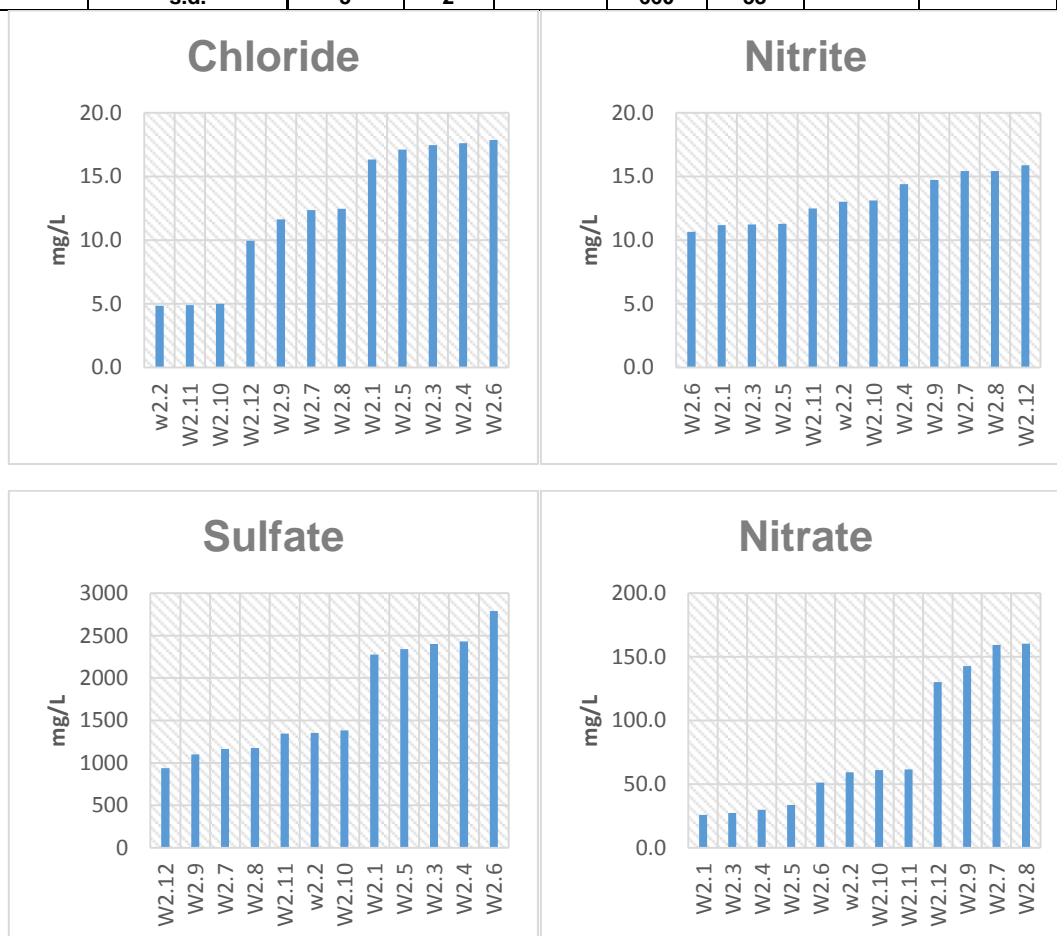 s.d.
Chloride
mg/L
20.0
15.0
10.0
5.0
0.0
w2.2
W2.11
W2.10
W2.12
W2.9
W2.7
W2.8
W2.1
W2.5
W2.3
W2.4
W2.6
Nitrite
mg/L
20.0
15.0
10.0
5.0
0.0
W2.6
W2.1
W2.3
W2.5
W2.11
w2.2
W2.10
W2.4
W2.9
W2.7
W2.8
W2.12
Sulfate
mg/L
3000
2500
2000
1500
1000
500
0
W2.12
W2.9
W2.7
W2.8
W2.11
w2.2
W2.10
W2.1
W2.5
W2.3
W2.4
W2.6
Nitrate
mg/L
200.0
150.0
100.0
50.0
0.0
W2.1
W2.3
W2.4
W2.5
W2.6
w2.2
W2.10
W2.11
W2.12
W2.9
W2.7
W2.8